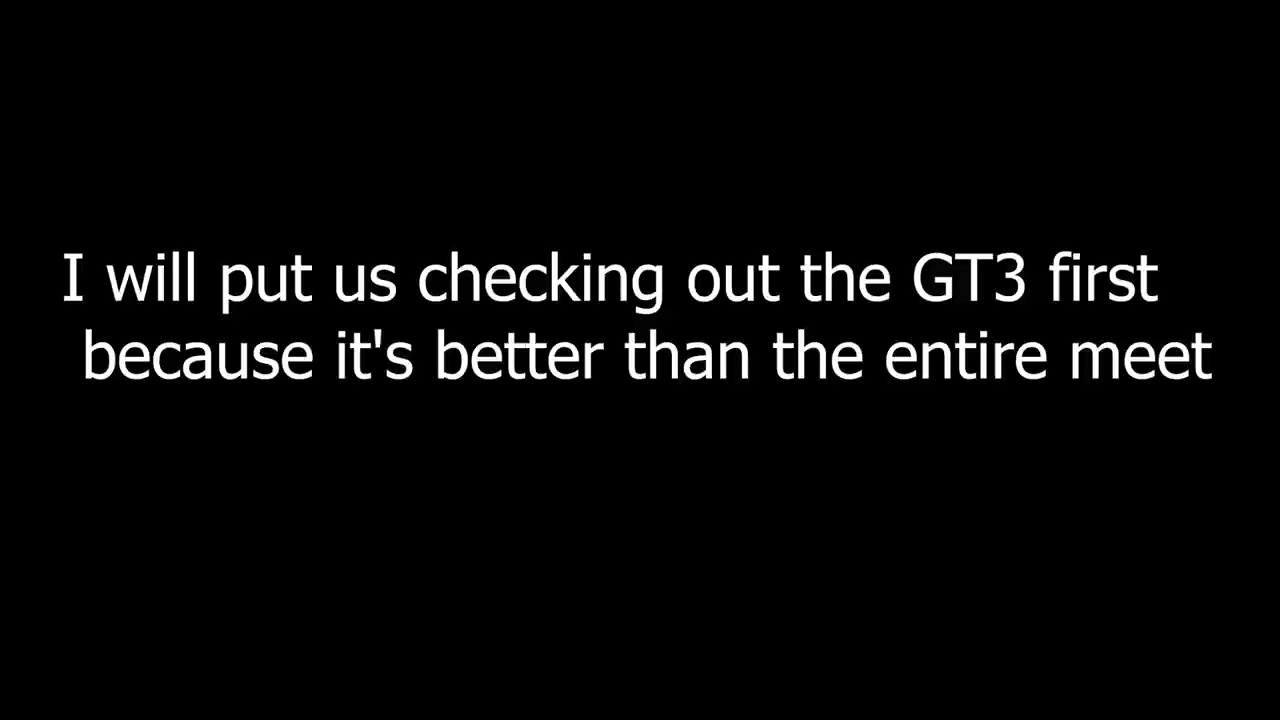 I will put us checking out the GT3 first
because it's better than the entire meet